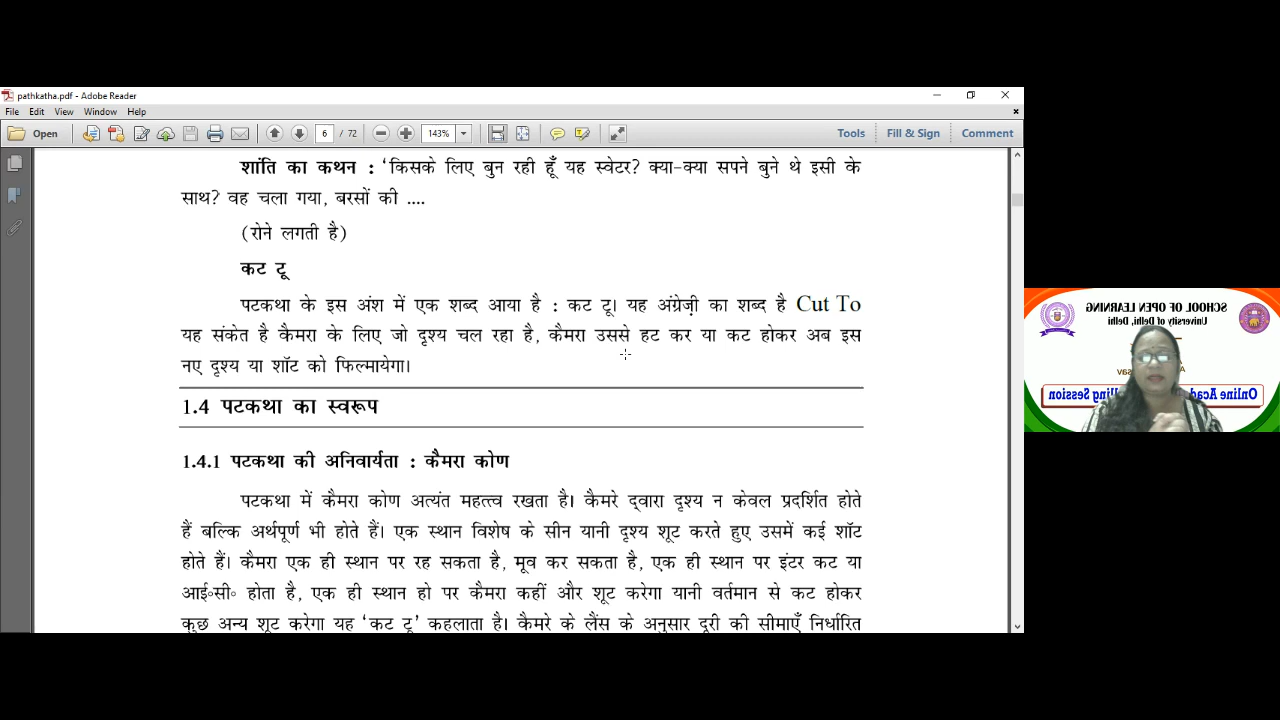 pathkatha.pdf - Adobe Reader
File Edit View Window Help
Open 6 / 72 143% Tools Fill & Sign Comment
शांति का कथन : ‘किसके लिए बुन रही हूँ यह स्वेटर? क्या-क्या सपने बुने थे इसी के
साथ? वह चला गया, बरसों की ....
(रोने लगती है)
कट टू
पटकथा के इस अंश में एक शब्द आया है : कट टू। यह अंग्रेज़ी का शब्द है Cut To
यह संकेत है कैमरा के लिए जो दृश्य चल रहा है, कैमरा उससे हट कर या कट होकर अब इस
नए दृश्य या शॉट को फिल्मायेगा।
1.4 पटकथा का स्वरूप
1.4.1 पटकथा की अनिवार्यता : कैमरा कोण
पटकथा में कैमरा कोण अत्यंत महत्त्व रखता है। कैमरे द्वारा दृश्य न केवल प्रदर्शित होते
हैं बल्कि अर्थपूर्ण भी होते हैं। एक स्थान विशेष के सीन यानी दृश्य शूट करते हुए उसमें कई शॉट
होते हैं। कैमरा एक ही स्थान पर रह सकता है, मूव कर सकता है, एक ही स्थान पर इंटर कट या
आई॰सी॰ होता है, एक ही स्थान हो पर कैमरा कहीं और शूट करेगा यानी वर्तमान से कट होकर
कुछ अन्य शूट करेगा यह ‘कट टू’ कहलाता है। कैमरे के लैंस के अनुसार दूरी की सीमाएँ निर्धारित
SCHOOL OF OPEN LEARNING
University of Delhi
Online Acad
lling Session